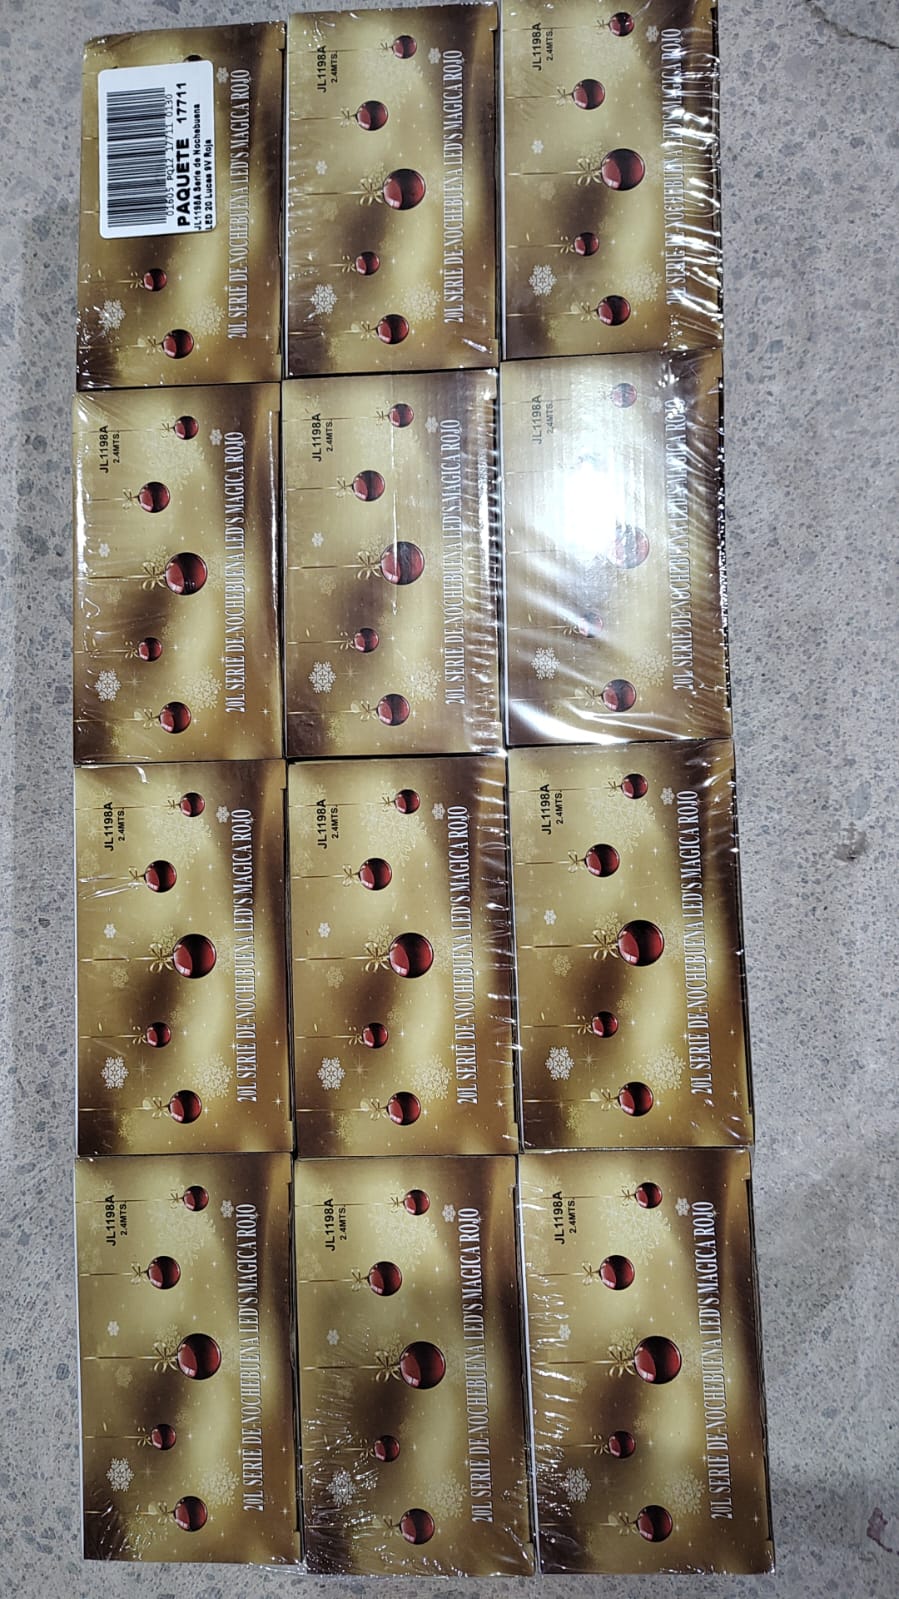 01605 PQ12 17711 0130
PAQUETE 17711
JL1198A Serie de Nochebuena
LED 20 Luces 9V Roja
20L SERIE DE-NOCHEBUENA LED'S MAGICA ROJO
JL1198A
2.4MTS.
20L SERIE DE-NOCHEBUENA LED'S MAGICA ROJO
JL1198A
2.4MTS.
20L SERIE DE-NOCHEBUENA LED'S MAGICA ROJO
JL1198A
2.4MTS.
20L SERIE DE-NOCHEBUENA LED'S MAGICA ROJO
JL1198A
2.4MTS.
20L SERIE DE-NOCHEBUENA LED'S MAGICA ROJO
JL1198A
2.4MTS.
20L SERIE DE-NOCHEBUENA LED'S MAGICA ROJO
JL1198A
2.4MTS.
20L SERIE DE-NOCHEBUENA LED'S MAGICA ROJO
JL1198A
2.4MTS.
20L SERIE DE-NOCHEBUENA LED'S MAGICA ROJO
JL1198A
2.4MTS.
20L SERIE DE-NOCHEBUENA LED'S MAGICA ROJO
JL1198A
2.4MTS.
20L SERIE DE-NOCHEBUENA LED'S MAGICA ROJO
JL1198A
2.4MTS.
20L SERIE DE-NOCHEBUENA LED'S MAGICA ROJO
JL1198A
2.4MTS.
20L SERIE DE-NOCHEBUENA LED'S MAGICA ROJO